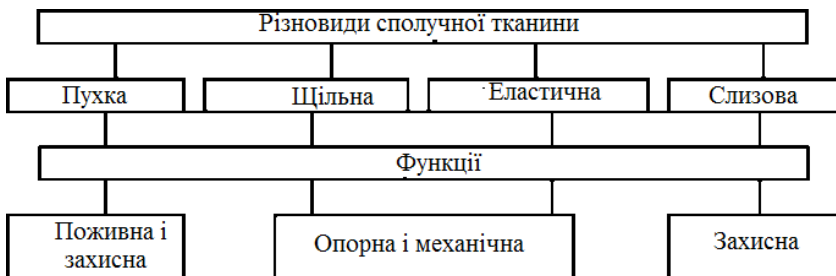 Різновиди сполучної тканини
Пухка
Щільна
Еластична
Слизова
Функції
Поживна і
захисна
Опорна і механічна
Захисна